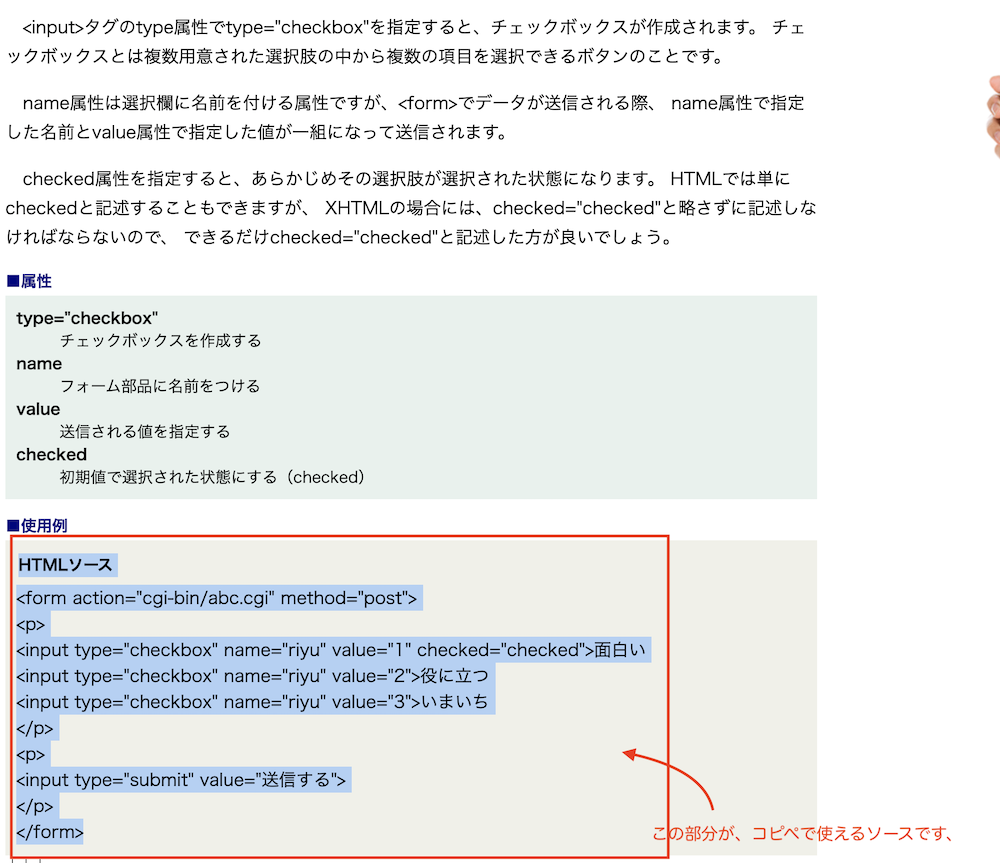 <input>タグのtype属性でtype="checkbox"を指定すると、チェックボックスが作成されます。 チェ
ックボックスとは複数用意された選択肢の中から複数の項目を選択できるボタンのことです。
name属性は選択欄に名前を付ける属性ですが、<form>でデータが送信される際、 name属性で指定
した名前とvalue属性で指定した値が一組になって送信されます。
checked属性を指定すると、あらかじめその選択肢が選択された状態になります。 HTMLでは単に
checkedと記述することもできますが、 XHTMLの場合には、checked="checked"と略さずに記述しな
ければならないので、 できるだけchecked="checked"と記述した方が良いでしょう。
■属性
type="checkbox"
チェックボックスを作成する
name
フォーム部品に名前をつける
value
送信される値を指定する
checked
初期値で選択された状態にする（checked）
■使用例
HTMLソース
<form action="cgi-bin/abc.cgi" method="post">
<p>
<input type="checkbox" name="riyu" value="1" checked="checked">面白い
<input type="checkbox" name="riyu" value="2">役に立つ
<input type="checkbox" name="riyu" value="3">いまいち
</p>
<p>
<input type="submit" value="送信する">
</p>
</form>
この部分が、コピペで使えるソースです、